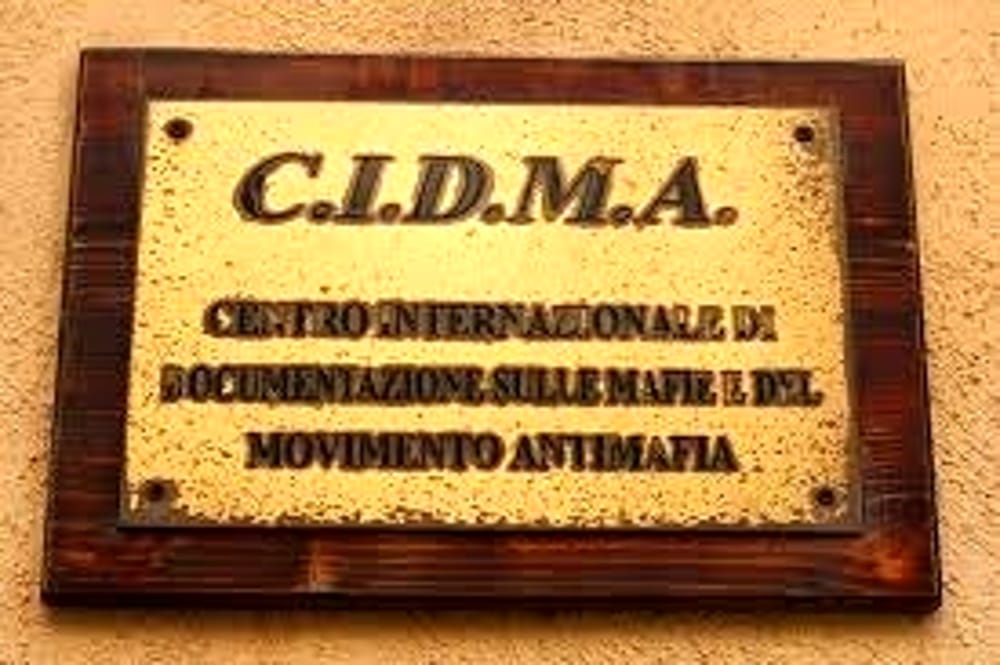 C.I.D.M.A.
CENTRO INTERNAZIONALE DI
DOCUMENTAZIONE SULLE MAFIE E DEL
MOVIMENTO ANTIMAFIA